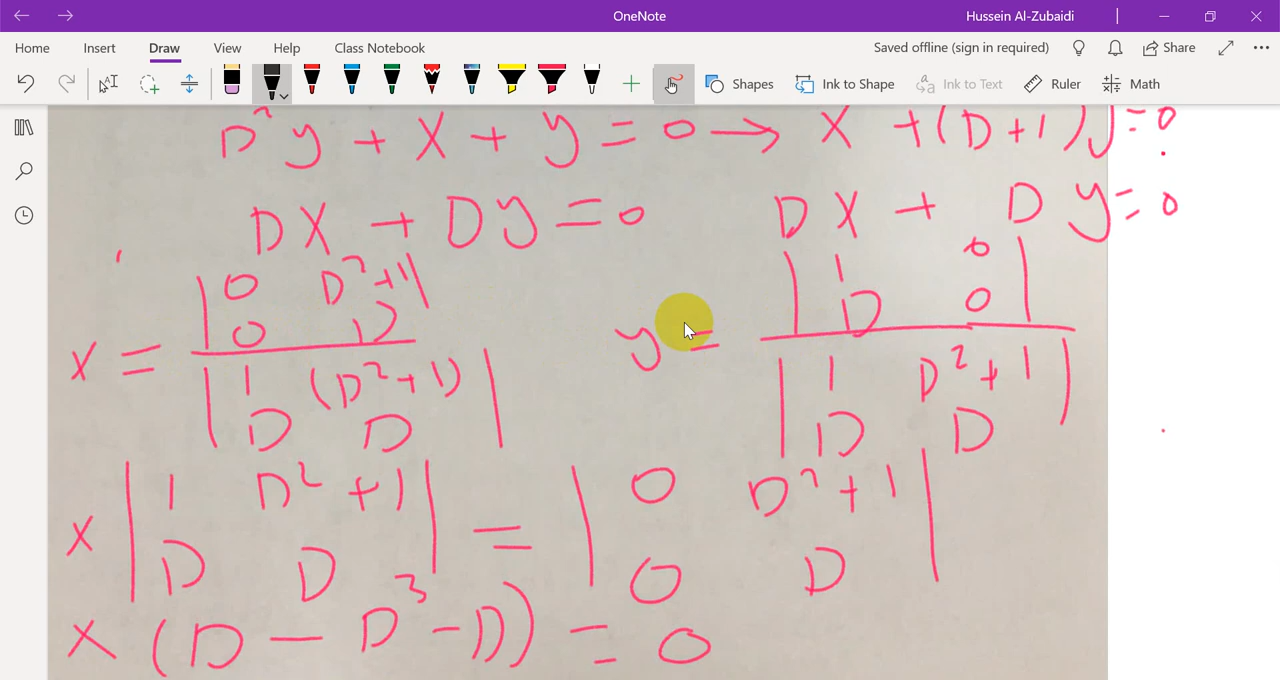 OneNote
Hussein Al-Zubaidi
Home Insert Draw View Help Class Notebook
Saved offline (sign in required)
Share
Shapes
Ink to Shape
Ink to Text
Ruler
Math
D²y + X + y = 0 → X + (D+1)y = 0
DX + Dy = 0
DX + Dy = 0
x = |0 D²+1|
|0 D|
|1 (D²+1)|
|D D|
y = |1 0|
|D 0|
|1 D²+1|
|D D|
x |1 D²+1| = |0 D²+1|
|D D| |0 D|
x (D - D³ - D) = 0